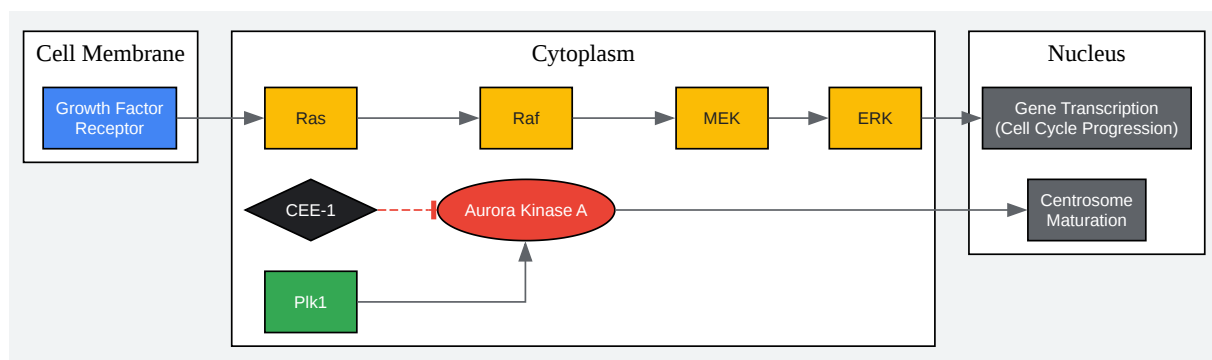 Cell Membrane
Cytoplasm
Nucleus
Growth Factor
Receptor
Ras
Raf
MEK
ERK
Gene Transcription
(Cell Cycle Progression)
CEE-1
Aurora Kinase A
Centrosome
Maturation
Plk1